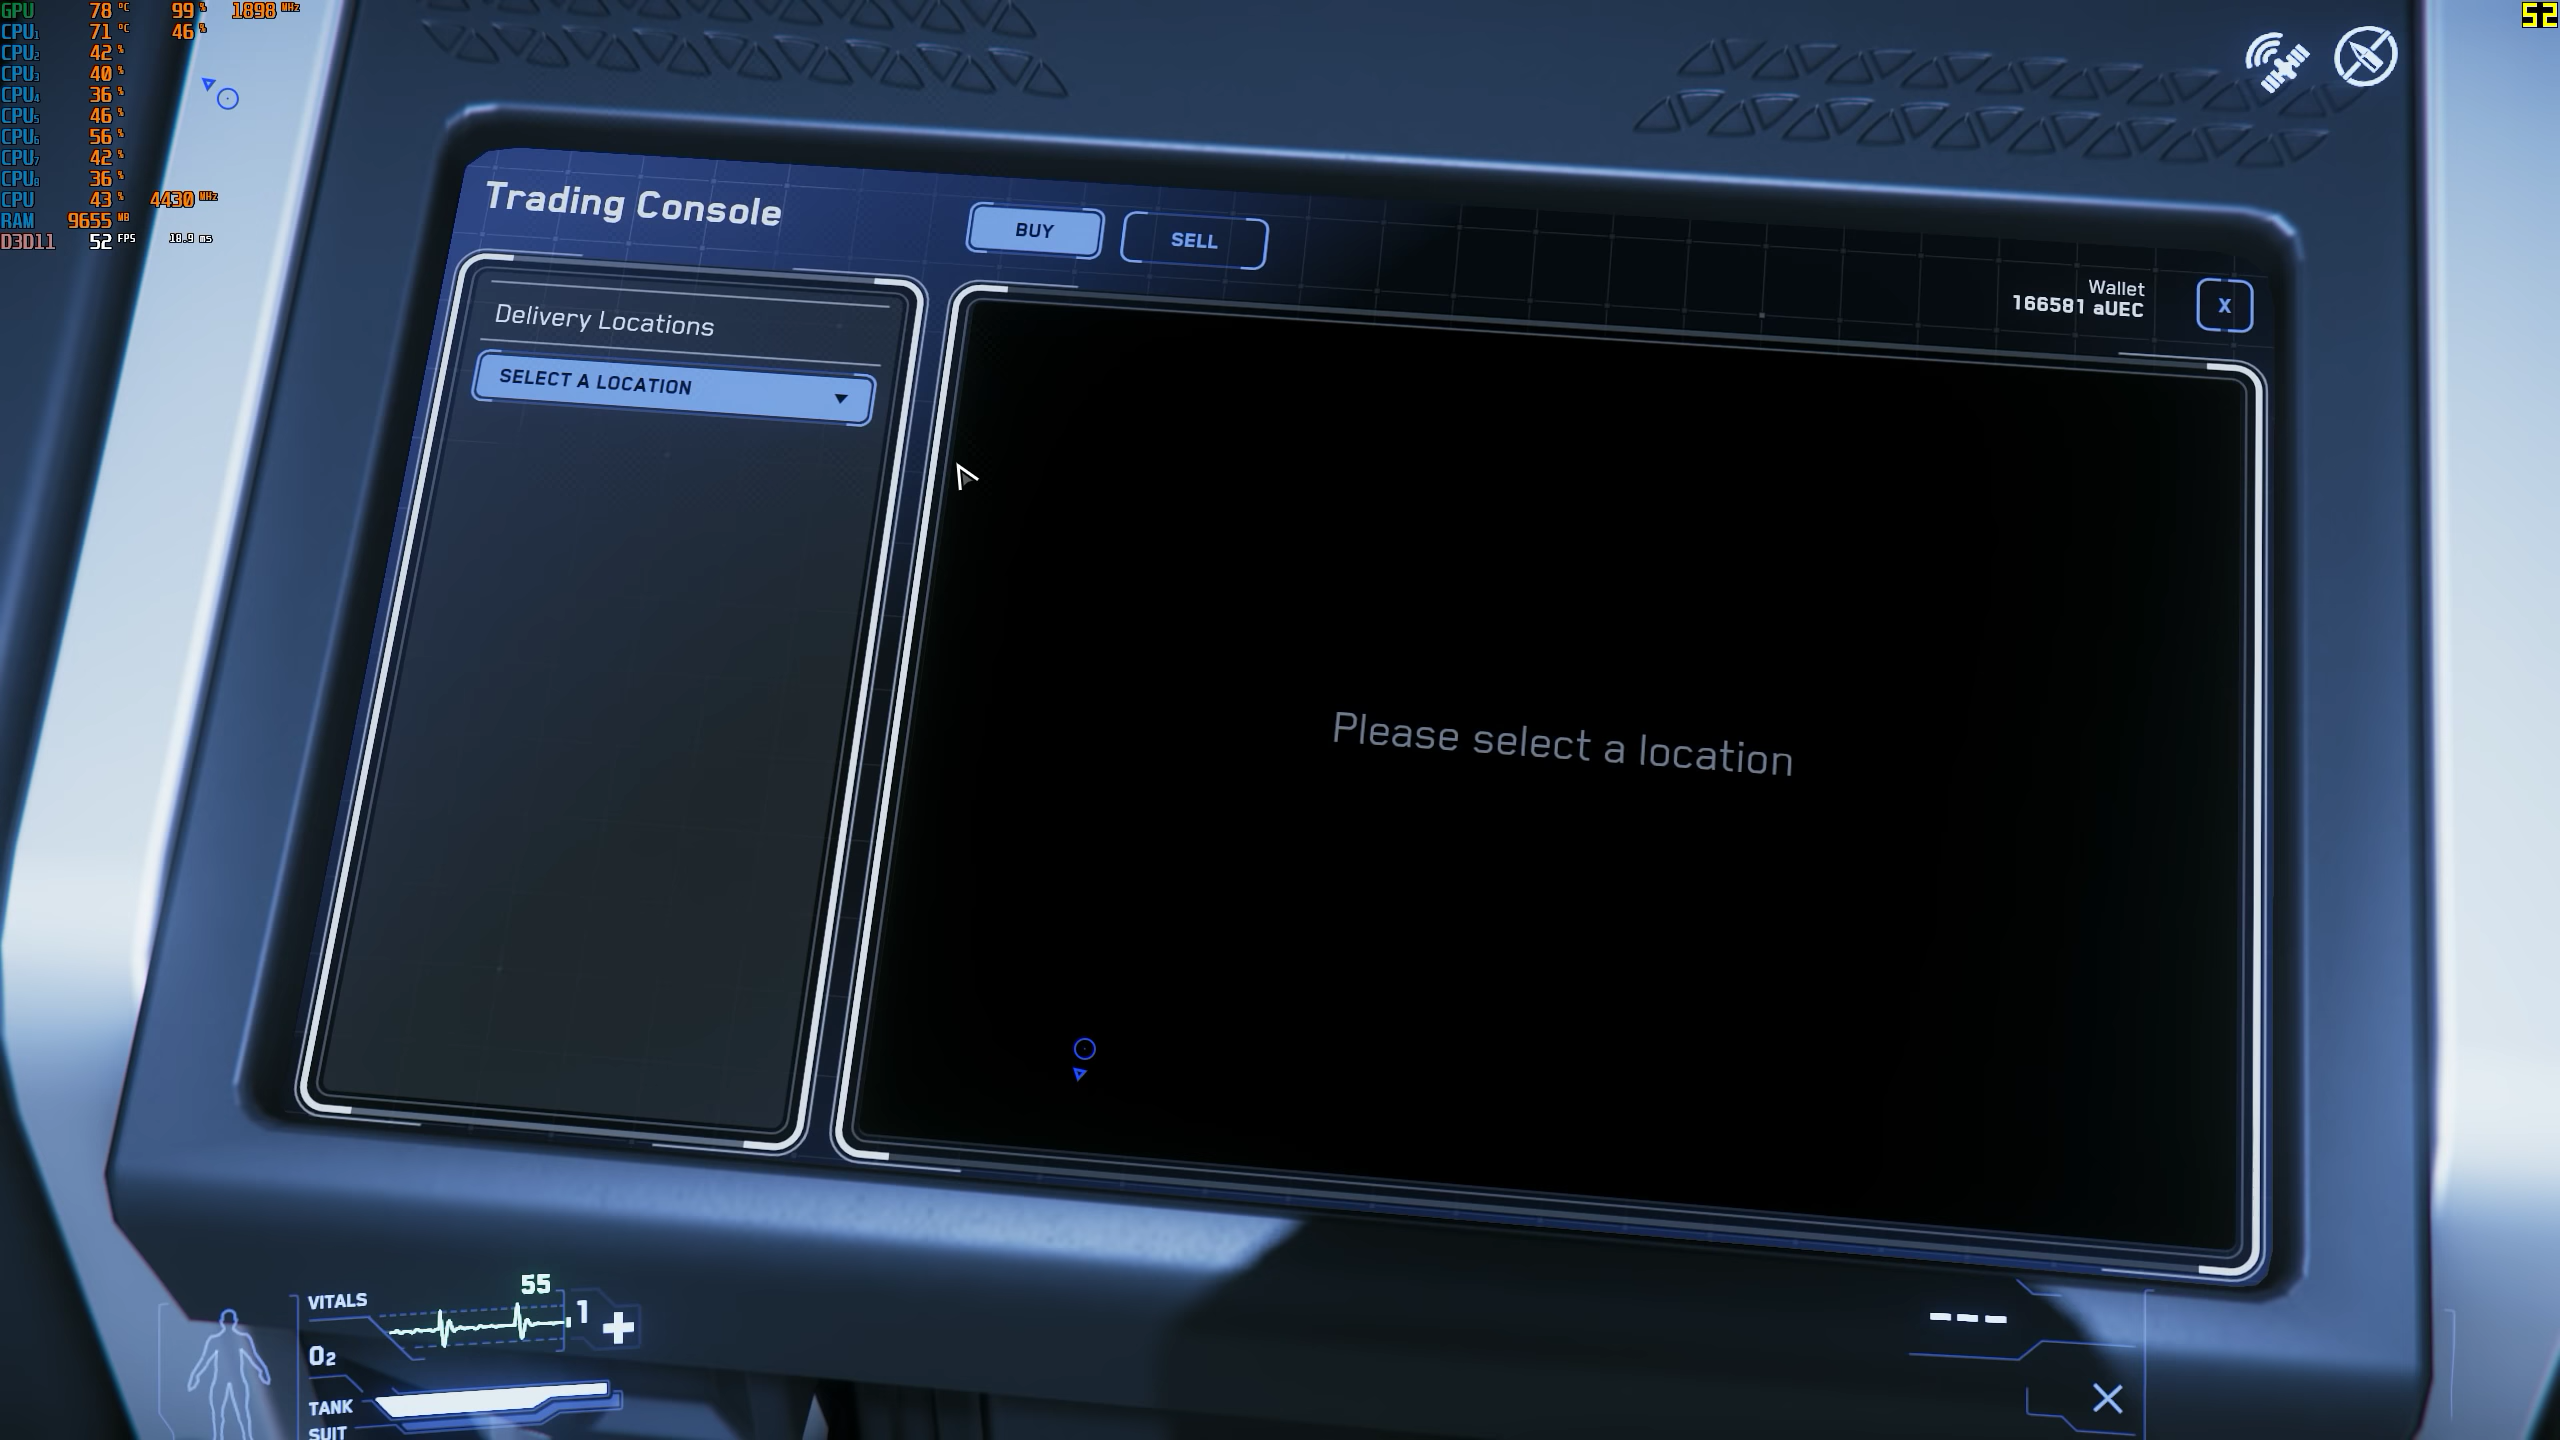 GPU 78 °C 99 % 1898 MHz
CPU1 71 °C 46 %
CPU2 42 %
CPU3 40 %
CPU4 36 %
CPU5 46 %
CPU6 56 %
CPU7 42 %
CPU8 36 %
CPU 43 % 4430 MHz
RAM 9655 MB
D3D11 52 FPS 18.9 ms
52
Trading Console
BUY
SELL
Wallet
166581 aUEC
X
Delivery Locations
SELECT A LOCATION
Please select a location
VITALS
55
1
O2
TANK
SUIT
---